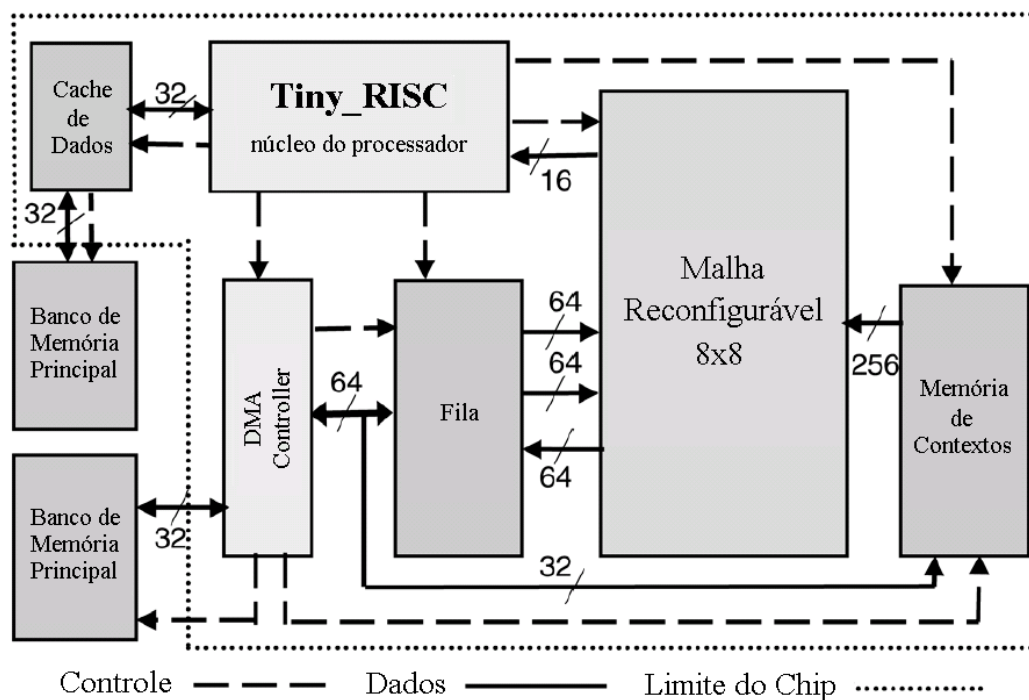 Cache
de
Dados
32
Tiny_RISC
núcleo do processador
16
32
Banco de
Memória
Principal
Malha
Reconfigurável
8x8
DMA
Controller
64
Fila
64
64
64
256
Memória
de
Contextos
Banco de
Memória
Principal
32
32
Controle
Dados
Limite do Chip